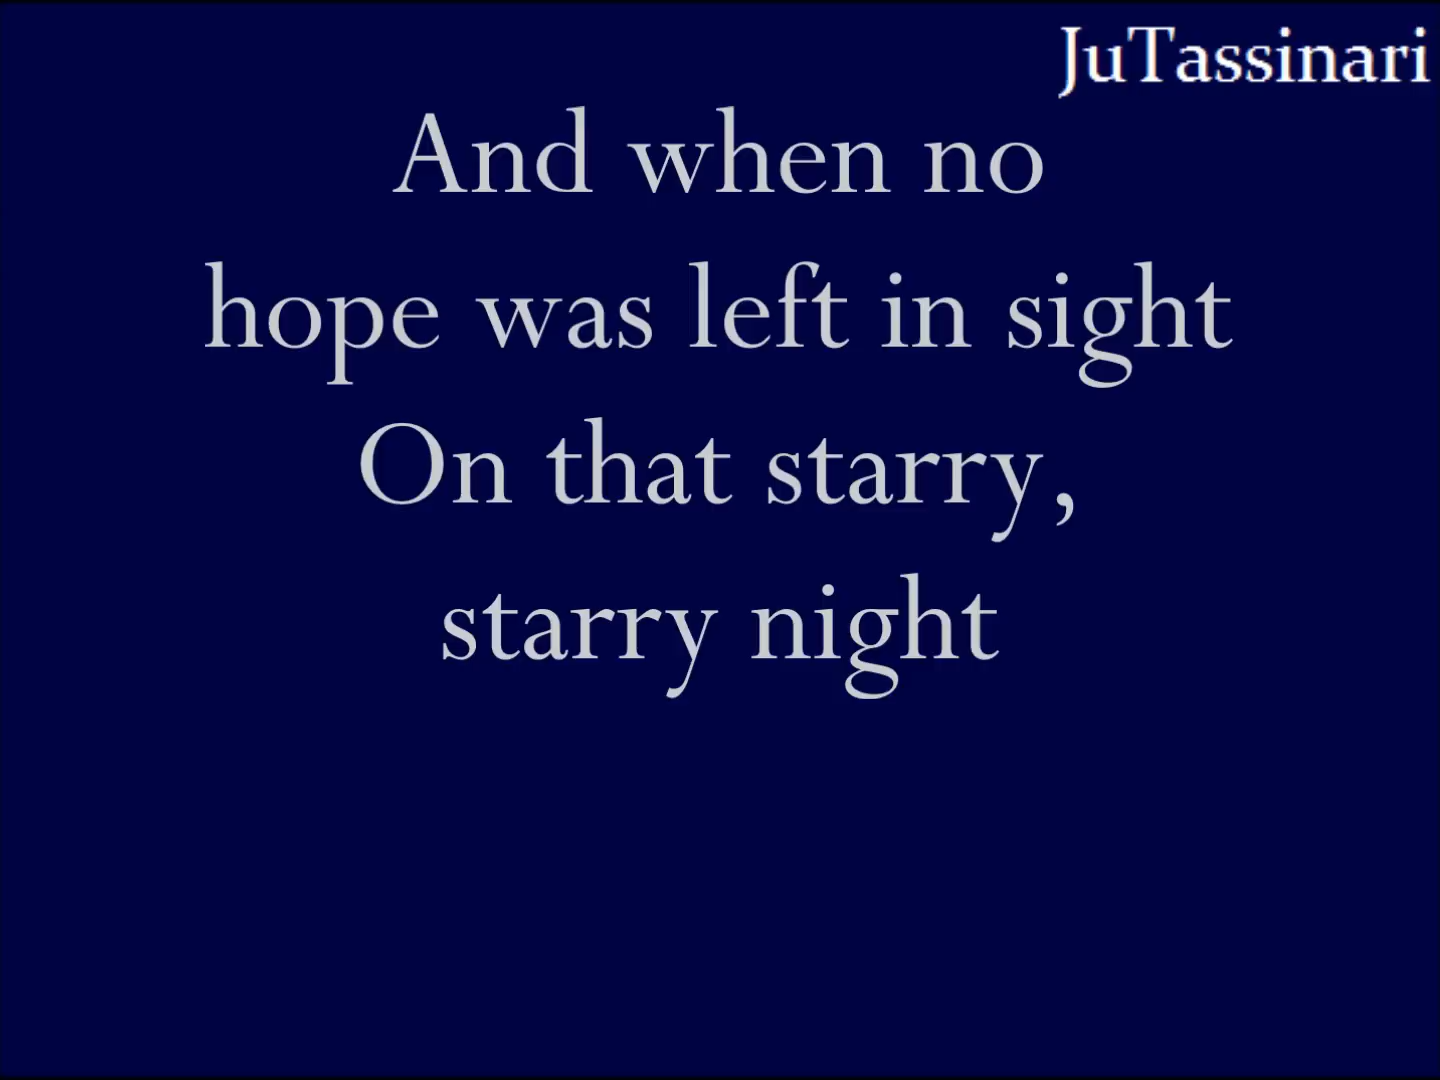 JuTassinari
And when no
hope was left in sight
On that starry,
starry night